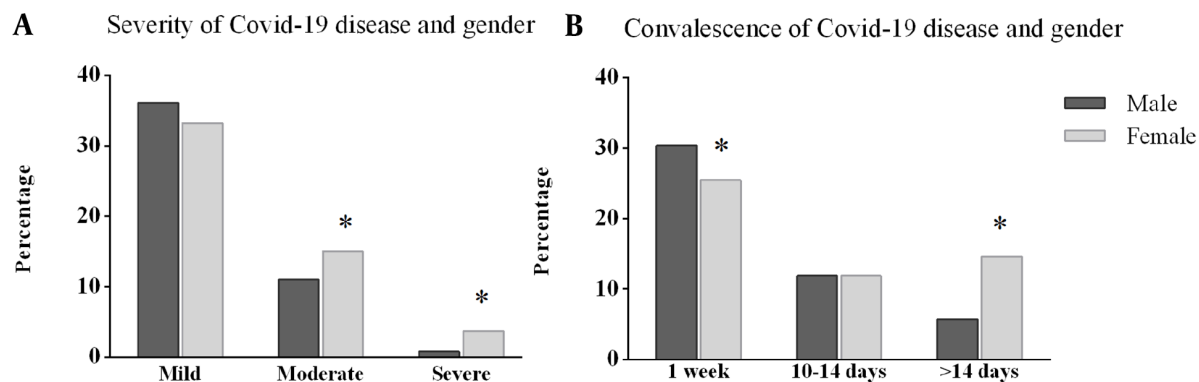 A Severity of Covid-19 disease and gender
40
30
20
10
0
Percentage
*
*
Mild Moderate Severe
B Convalescence of Covid-19 disease and gender
40
30
20
10
0
Percentage
*
*
1 week 10-14 days >14 days
Male
Female